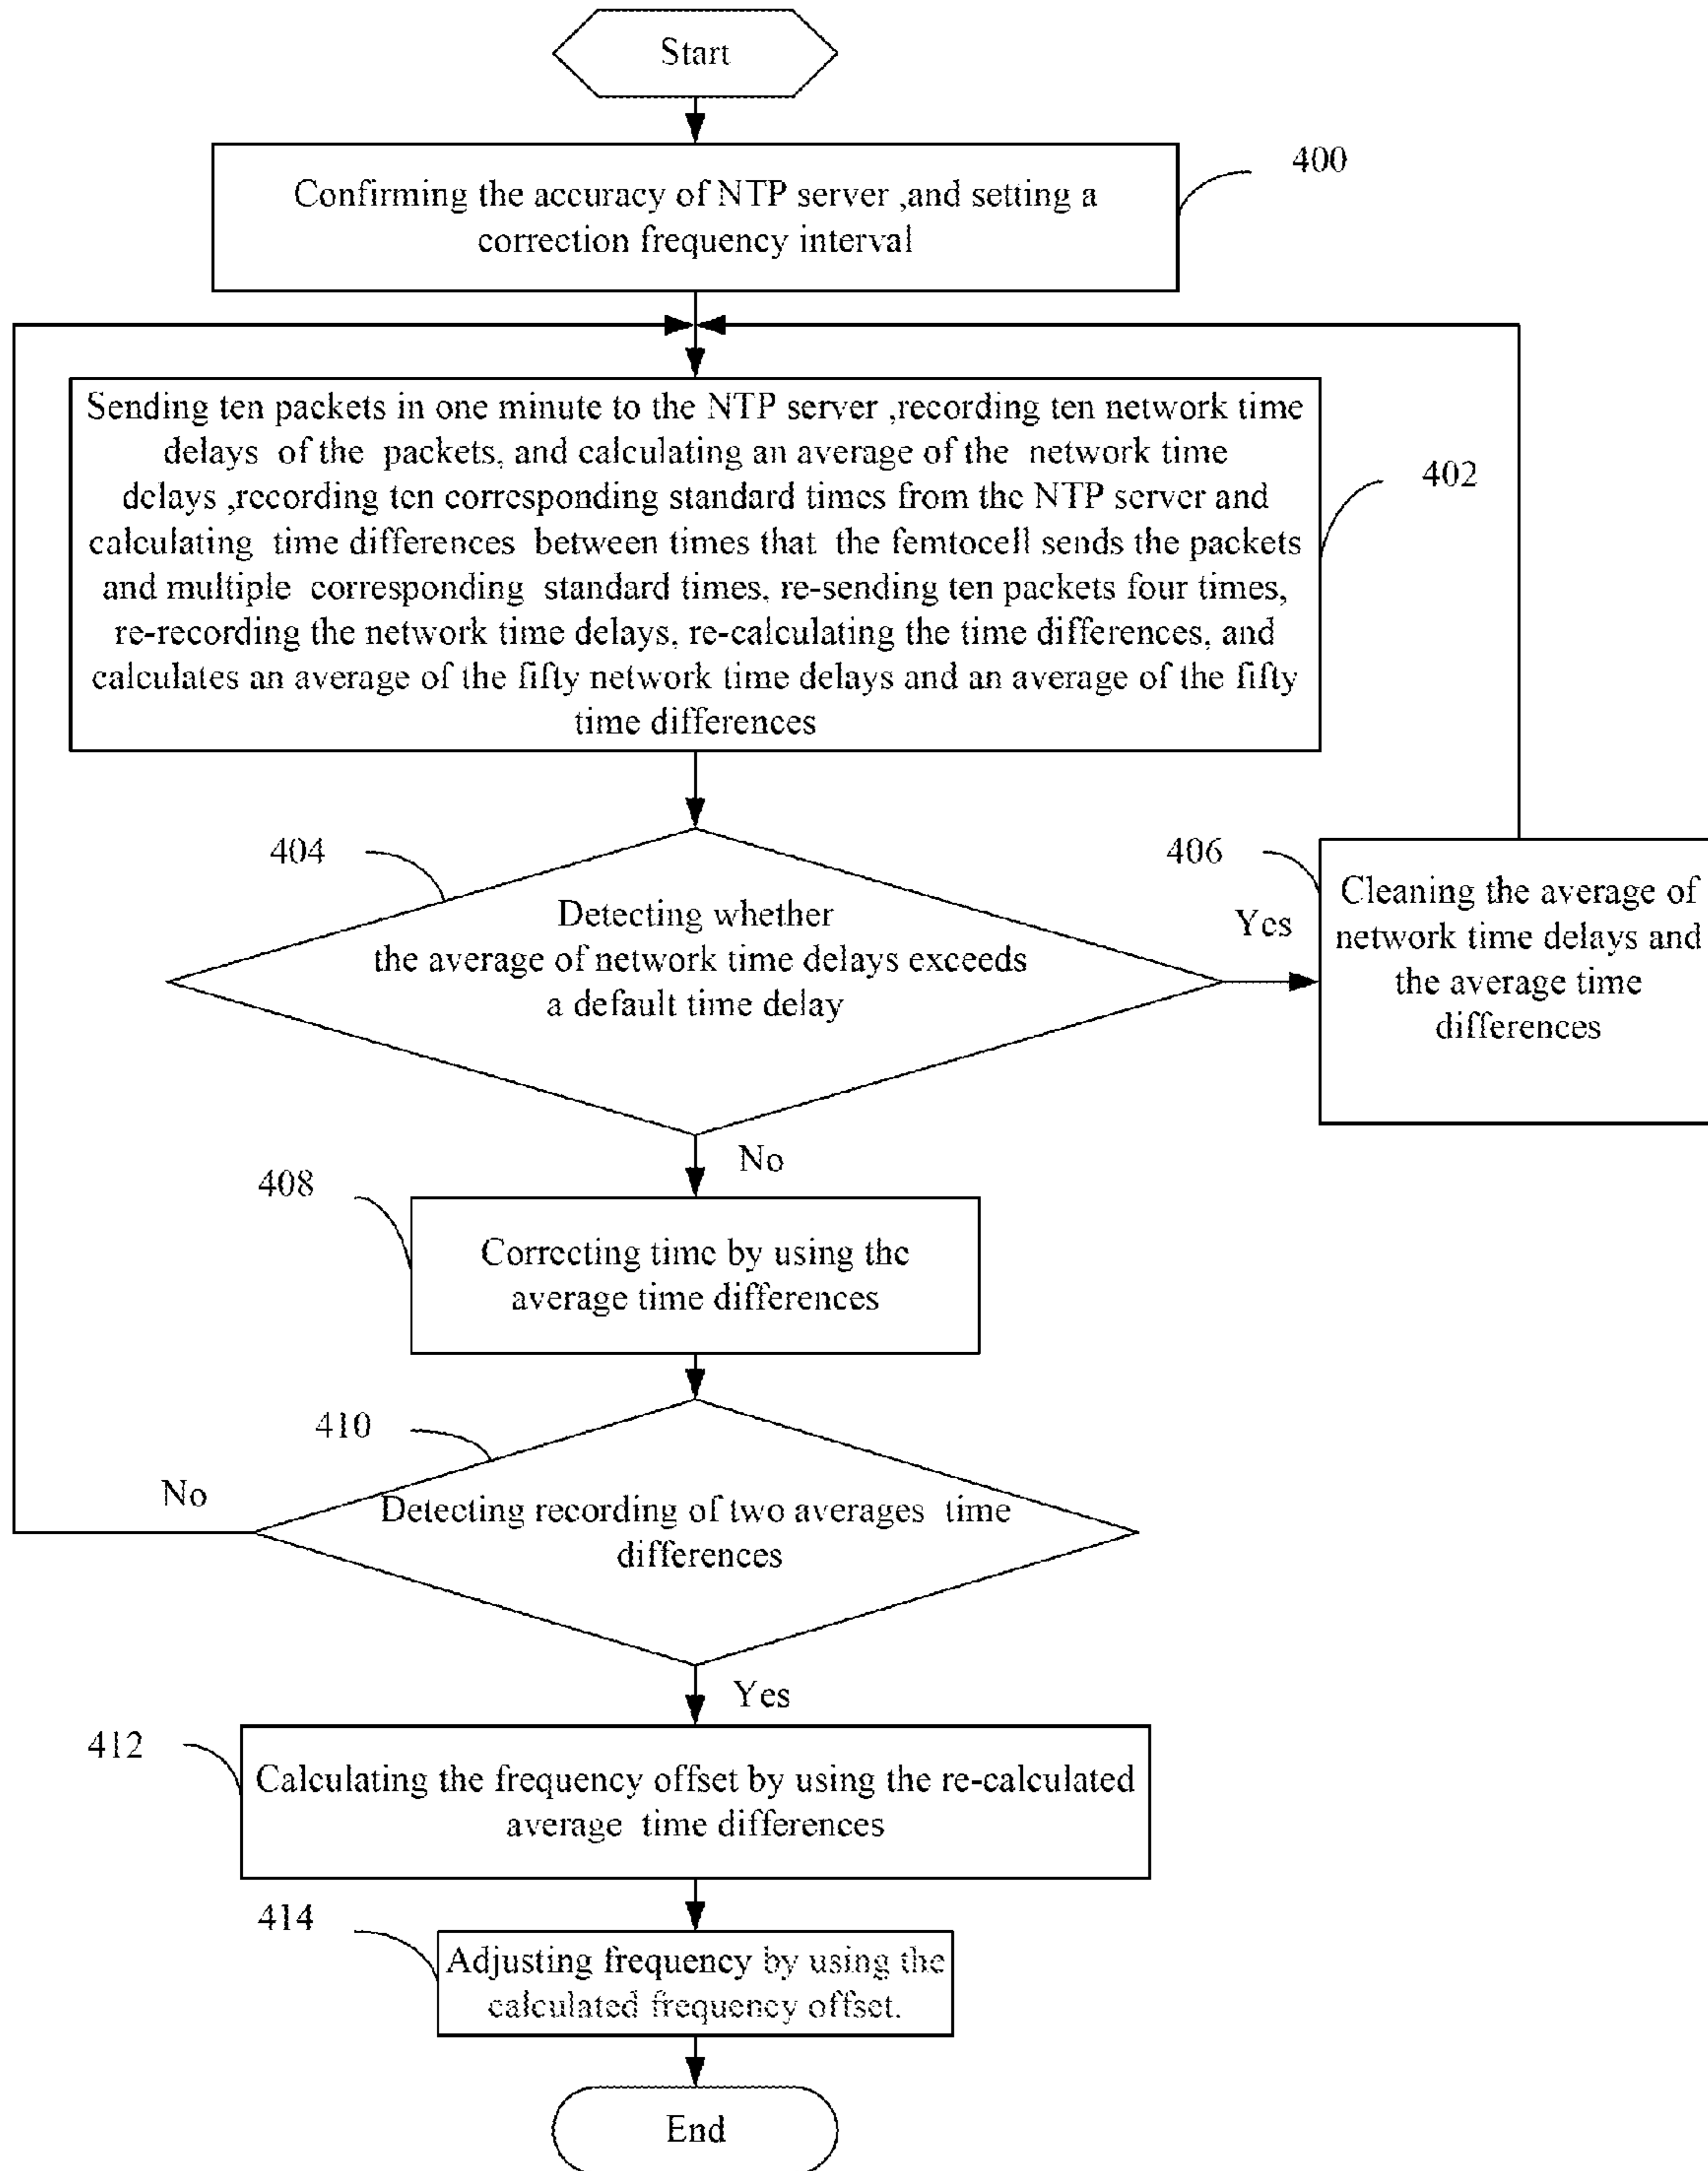 Start
400
Confirming the accuracy of NTP server ,and setting a
correction frequency interval
402
Sending ten packets in one minute to the NTP server ,recording ten network time
delays of the packets, and calculating an average of the network time
delays ,recording ten corresponding standard times from the NTP server and
calculating time differences between times that the femtocell sends the packets
and multiple corresponding standard times, re-sending ten packets four times,
re-recording the network time delays, re-calculating the time differences, and
calculates an average of the fifty network time delays and an average of the fifty
time differences
404
Detecting whether
the average of network time delays exceeds
a default time delay
Yes
406
Cleaning the average of
network time delays and
the average time
differences
No
408
Correcting time by using the
average time differences
410
No
Detecting recording of two averages time
differences
Yes
412
Calculating the frequency offset by using the re-calculated
average time differences
414
Adjusting frequency by using the
calculated frequency offset.
End